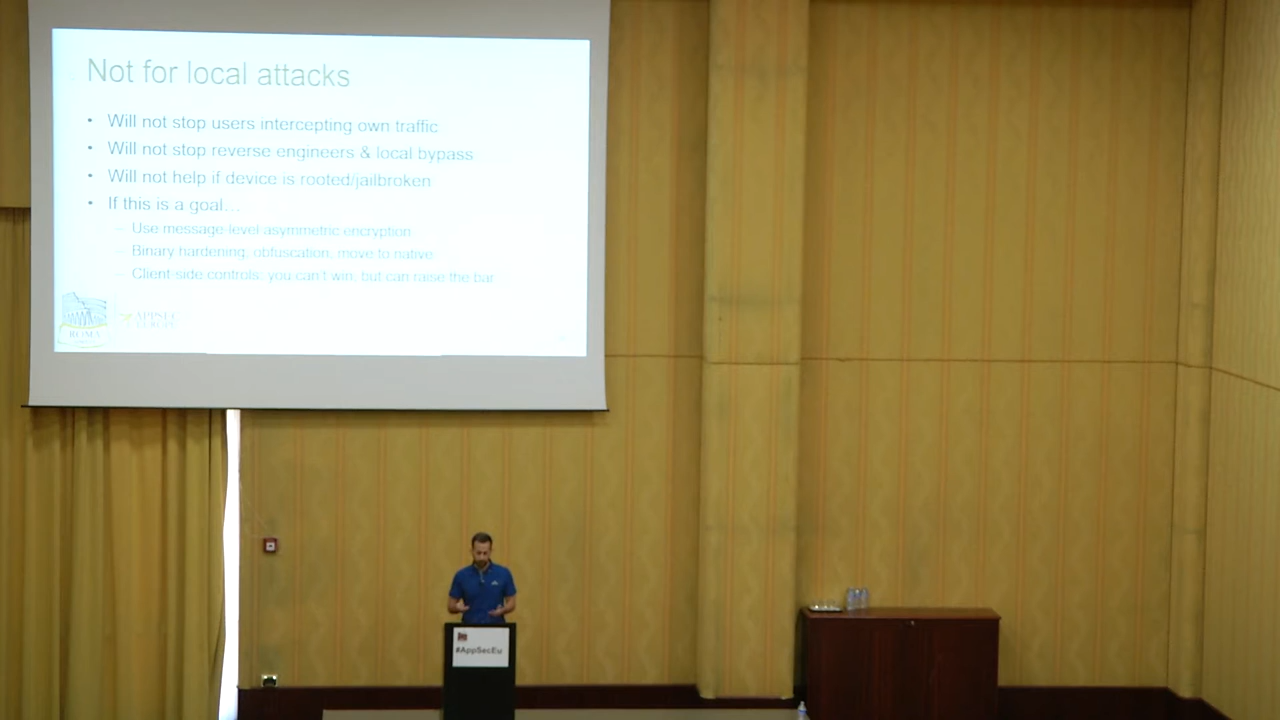 Not for local attacks
• Will not stop users intercepting own traffic
• Will not stop reverse engineers & local bypass
• Will not help if device is rooted/jailbroken
• If this is a goal…
– Use message level asymmetric encryption
– Binary hardening, obfuscation, move to native
– Client-side controls: you can't win, but can raise the bar
ROMA
APPSEC
EUROPE
#AppSecEu